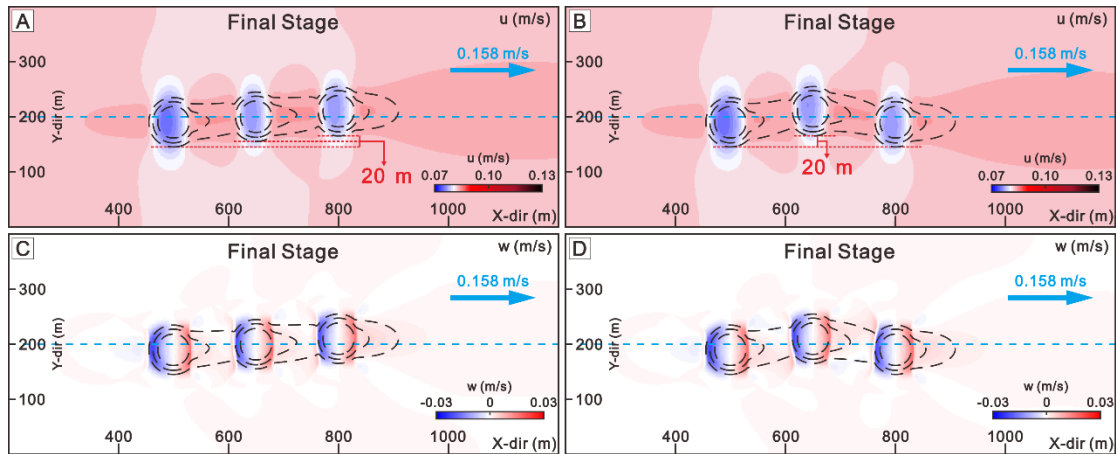 A
Final Stage
u (m/s)
0.158 m/s
300
200
100
Y-dir (m)
20 m
u (m/s)
0.07
0.10
0.13
400
600
800
1000
X-dir (m)
B
Final Stage
u (m/s)
0.158 m/s
300
200
100
Y-dir (m)
20 m
u (m/s)
0.07
0.10
0.13
400
600
800
1000
X-dir (m)
C
Final Stage
w (m/s)
0.158 m/s
300
200
100
Y-dir (m)
w (m/s)
-0.03
0
0.03
400
600
800
1000
X-dir (m)
D
Final Stage
w (m/s)
0.158 m/s
300
200
100
Y-dir (m)
w (m/s)
-0.03
0
0.03
400
600
800
1000
X-dir (m)